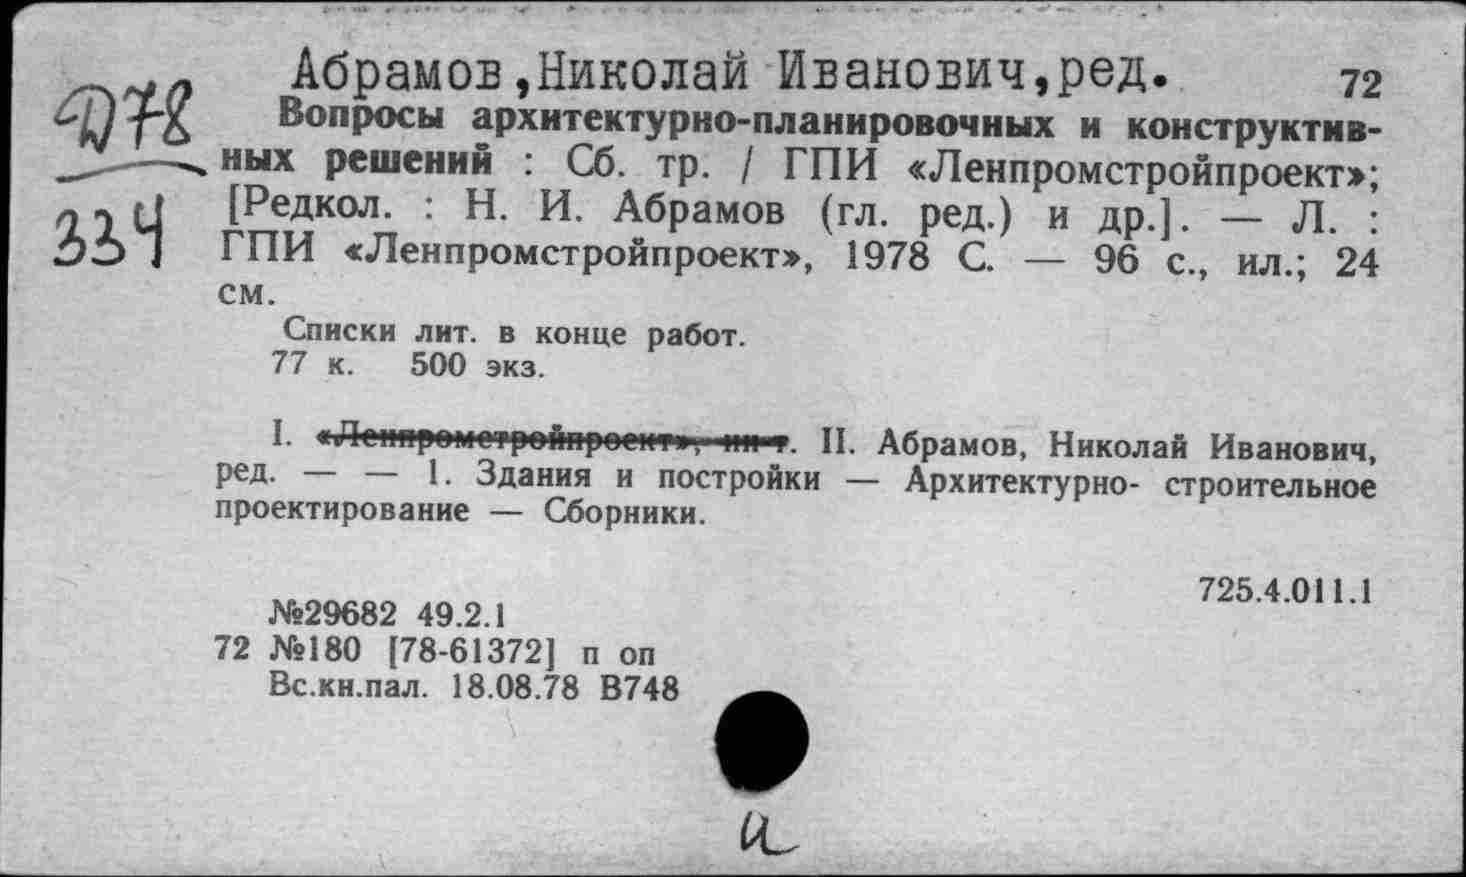 Абрамов,Николай Иванович,ред. 72
Вопросы архитектурно-планировочных и конструктив-
ных решений : Сб. тр. / ГПИ «Ленпромстройпроект»;
[Редкол. : Н. И. Абрамов (гл. ред.) и др.]. — Л. :
334
ГПИ «Ленпромстройпроект», 1978 С. — 96 с., ил.; 24
см.
Списки лит. в конце работ.
77 к. 500 экз.
I. «Ленпромстройпроект», ин-т. II. Абрамов, Николай Иванович,
ред. — — 1. Здания и постройки — Архитектурно- строительное
проектирование — Сборники.
725.4.011.1
№29682 49.2.1
72 №180 [78-61372] п оп
Вс.кн.пал. 18.08.78 В748
и